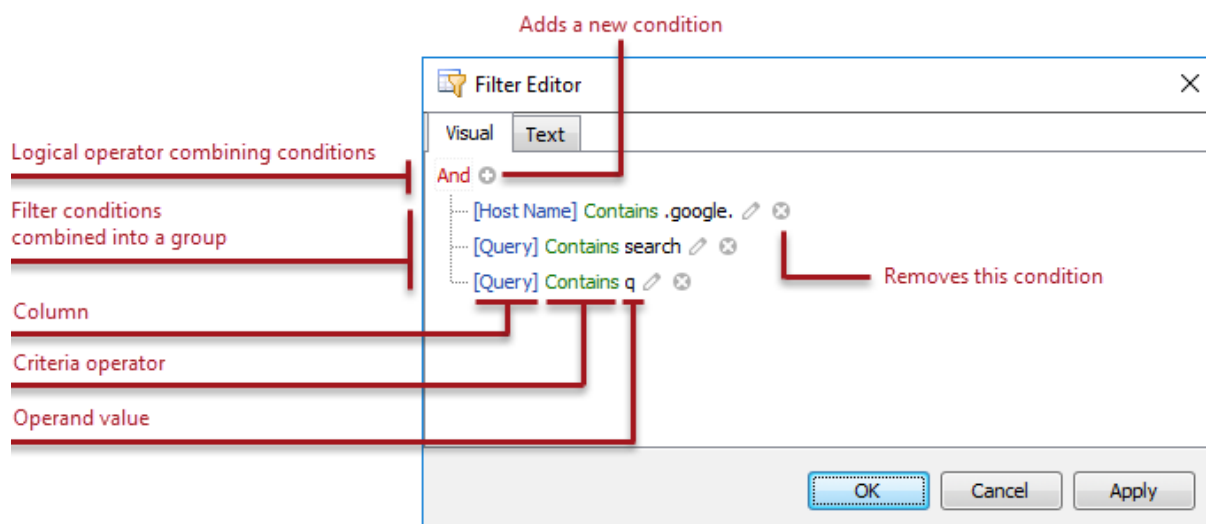 Adds a new condition
Filter Editor
Visual Text
Logical operator combining conditions
And
Filter conditions
combined into a group
[Host Name] Contains .google.
[Query] Contains search
[Query] Contains q
Removes this condition
Column
Criteria operator
Operand value
OK Cancel Apply